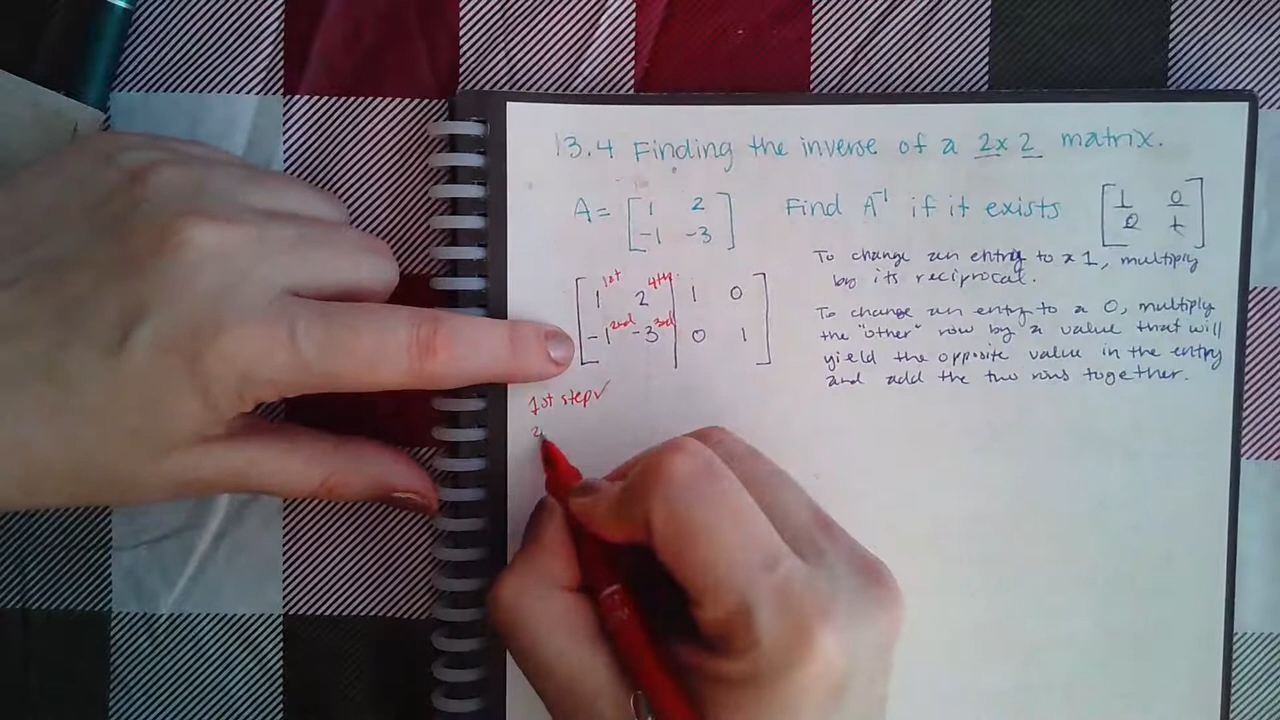 13.4 Finding the inverse of a 2x2 matrix.
A = [ 1 2
-1 -3 ]
Find A⁻¹ if it exists
[ 1 0
0 1 ]
To change an entry to a 1, multiply
by its reciprocal.
To change an entry to a 0, multiply
the "other" row by a value that will
yield the opposite value in the entry
and add the two rows together.
[ 1 1st 2 4th | 1 0
-1 2nd -3 3rd | 0 1 ]
1st step ✓
2